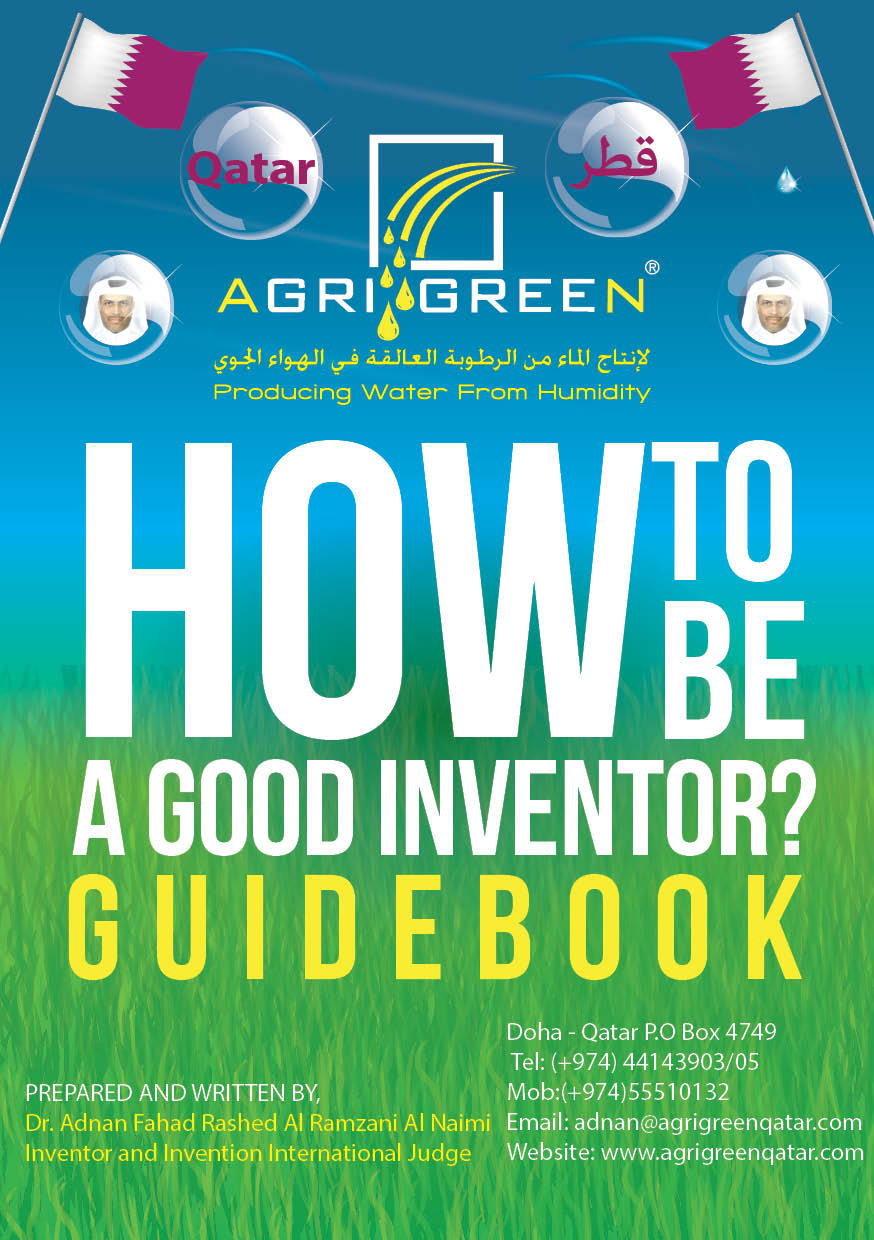 Qatar
قطر
AGRIGREEN®
لإنتاج الماء من الرطوبة العالقة في الهواء الجوي
Producing Water From Humidity
HOW TO BE
A GOOD INVENTOR?
GUIDEBOOK
PREPARED AND WRITTEN BY,
Dr. Adnan Fahad Rashed Al Ramzani Al Naimi
Inventor and Invention International Judge
Doha - Qatar P.O Box 4749
Tel: (+974) 44143903/05
Mob:(+974)55510132
Email: adnan@agrigreenqatar.com
Website: www.agrigreenqatar.com